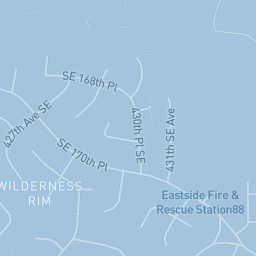 SE 168th Pl
427th Ave SE
430th Pl SE
431th SE Ave
SE 170th Pl
WILDERNESS
RIM
Eastside Fire &
Rescue Station88